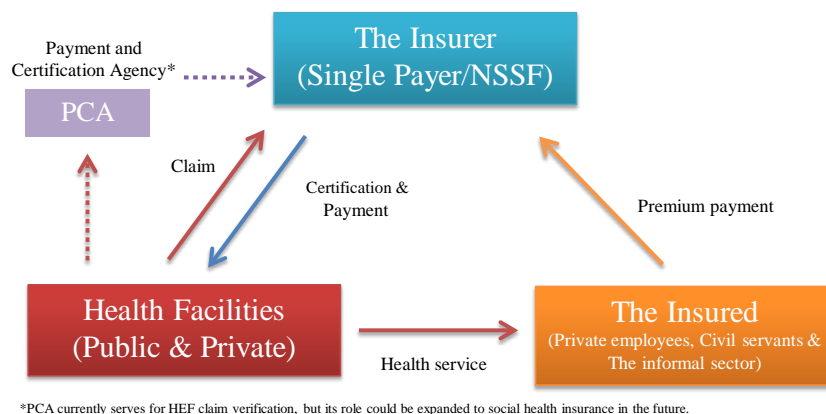 Payment and
Certification Agency*
PCA
The Insurer
(Single Payer/NSSF)
Claim
Certification &
Payment
Premium payment
Health Facilities
(Public & Private)
Health service
The Insured
(Private employees, Civil servants &
The informal sector)
*PCA currently serves for HEF claim verification, but its role could be expanded to social health insurance in the future.